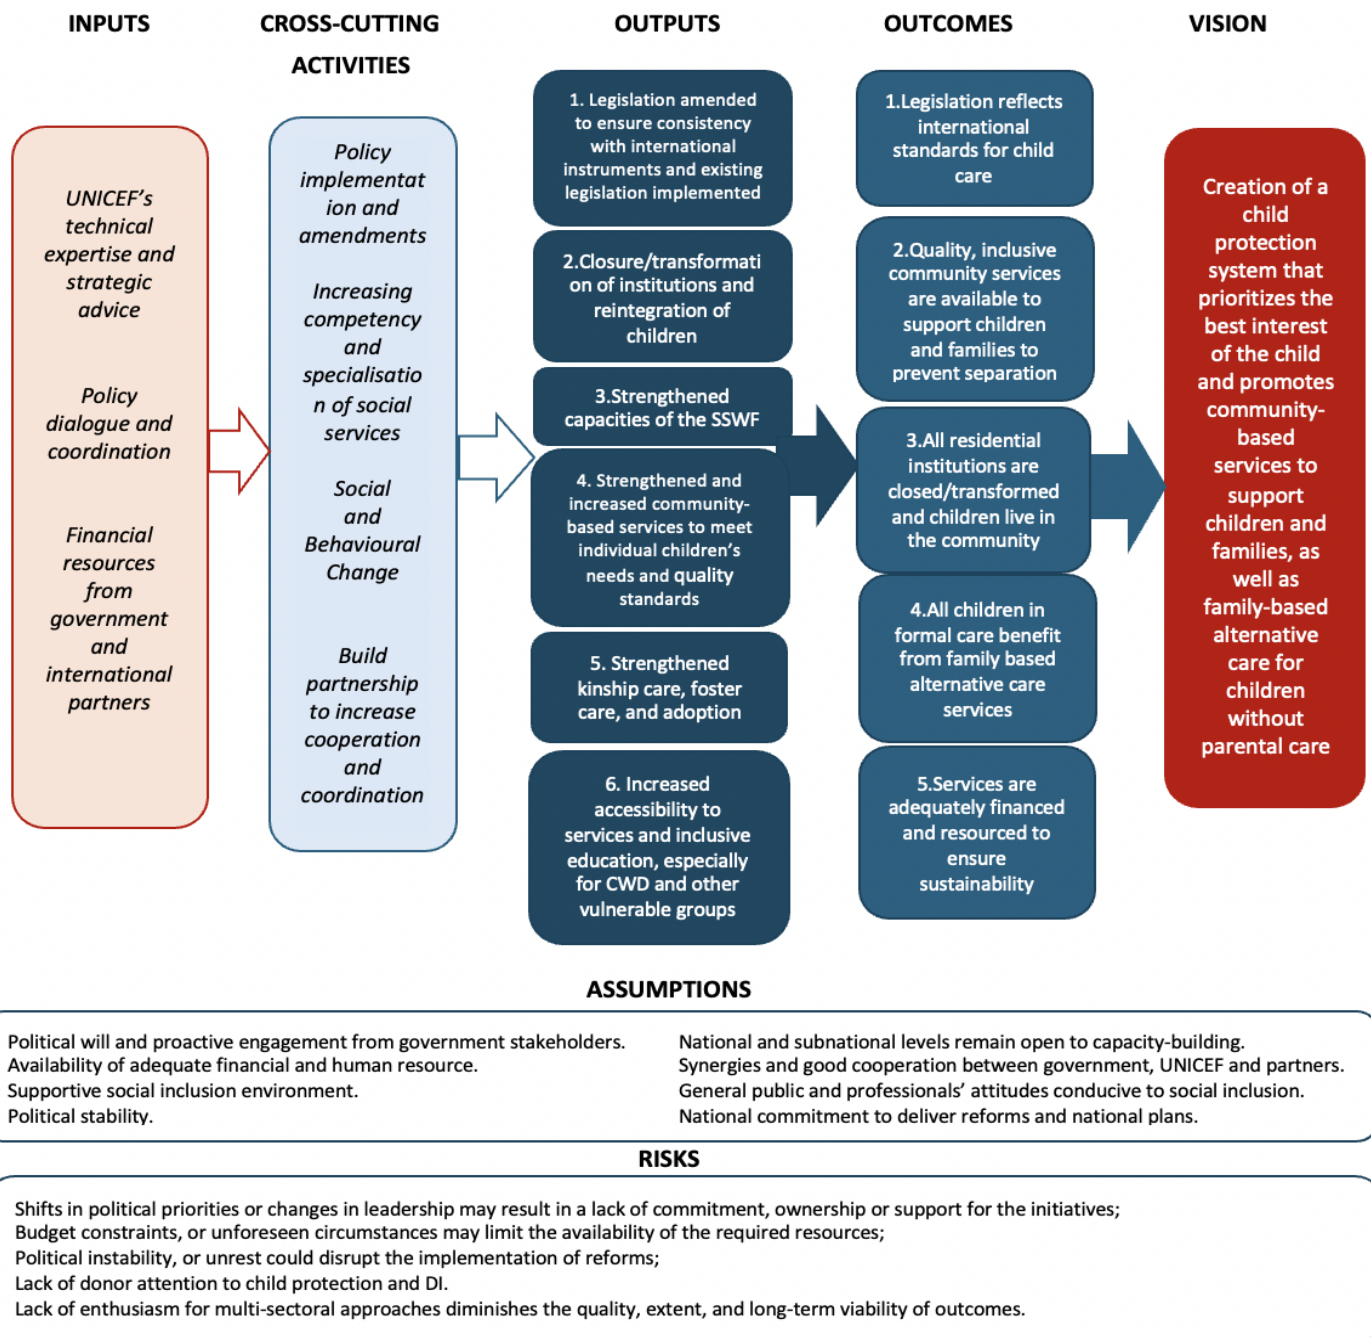 INPUTS
CROSS-CUTTING
ACTIVITIES
OUTPUTS
OUTCOMES
VISION
UNICEF's
technical
expertise and
strategic
advice
Policy
dialogue and
coordination
Financial
resources
from
government
and
international
partners
Policy
implementat
ion and
amendments
Increasing
competency
and
specialisatio
n of social
services
Social
and
Behavioural
Change
Build
partnership
to increase
cooperation
and
coordination
1. Legislation amended
to ensure consistency
with international
instruments and existing
legislation implemented
2.Closure/transformati
on of institutions and
reintegration of
children
3.Strengthened
capacities of the SSWF
4. Strengthened and
increased community-
based services to meet
individual children's
needs and quality
standards
5. Strengthened
kinship care, foster
care, and adoption
6. Increased
accessibility to
services and inclusive
education, especially
for CWD and other
vulnerable groups
1.Legislation reflects
international
standards for child
care
2.Quality, inclusive
community services
are available to
support children
and families to
prevent separation
3.All residential
institutions are
closed/transformed
and children live in
the community
4.All children in
formal care benefit
from family based
alternative care
services
5.Services are
adequately financed
and resourced to
ensure
sustainability
Creation of a
child
protection
system that
prioritizes the
best interest
of the child
and promotes
community-
based
services to
support
children and
families, as
well as
family-based
alternative
care for
children
without
parental care
ASSUMPTIONS
Political will and proactive engagement from government stakeholders.
Availability of adequate financial and human resource.
Supportive social inclusion environment.
Political stability.
National and subnational levels remain open to capacity-building.
Synergies and good cooperation between government, UNICEF and partners.
General public and professionals' attitudes conducive to social inclusion.
National commitment to deliver reforms and national plans.
RISKS
Shifts in political priorities or changes in leadership may result in a lack of commitment, ownership or support for the initiatives;
Budget constraints, or unforeseen circumstances may limit the availability of the required resources;
Political instability, or unrest could disrupt the implementation of reforms;
Lack of donor attention to child protection and DI.
Lack of enthusiasm for multi-sectoral approaches diminishes the quality, extent, and long-term viability of outcomes.